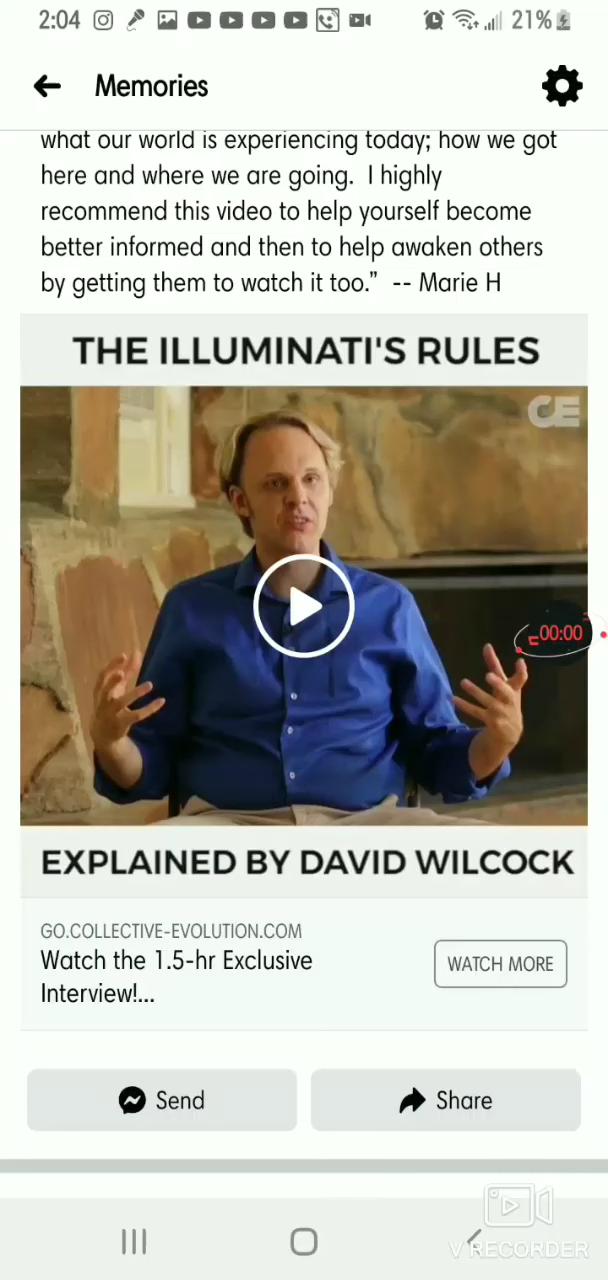 2:04
21%
Memories
what our world is experiencing today; how we got
here and where we are going. I highly
recommend this video to help yourself become
better informed and then to help awaken others
by getting them to watch it too.” -- Marie H
THE ILLUMINATI'S RULES
CE
00:00
EXPLAINED BY DAVID WILCOCK
GO.COLLECTIVE-EVOLUTION.COM
Watch the 1.5-hr Exclusive
Interview!...
WATCH MORE
Send
Share
V RECORDER